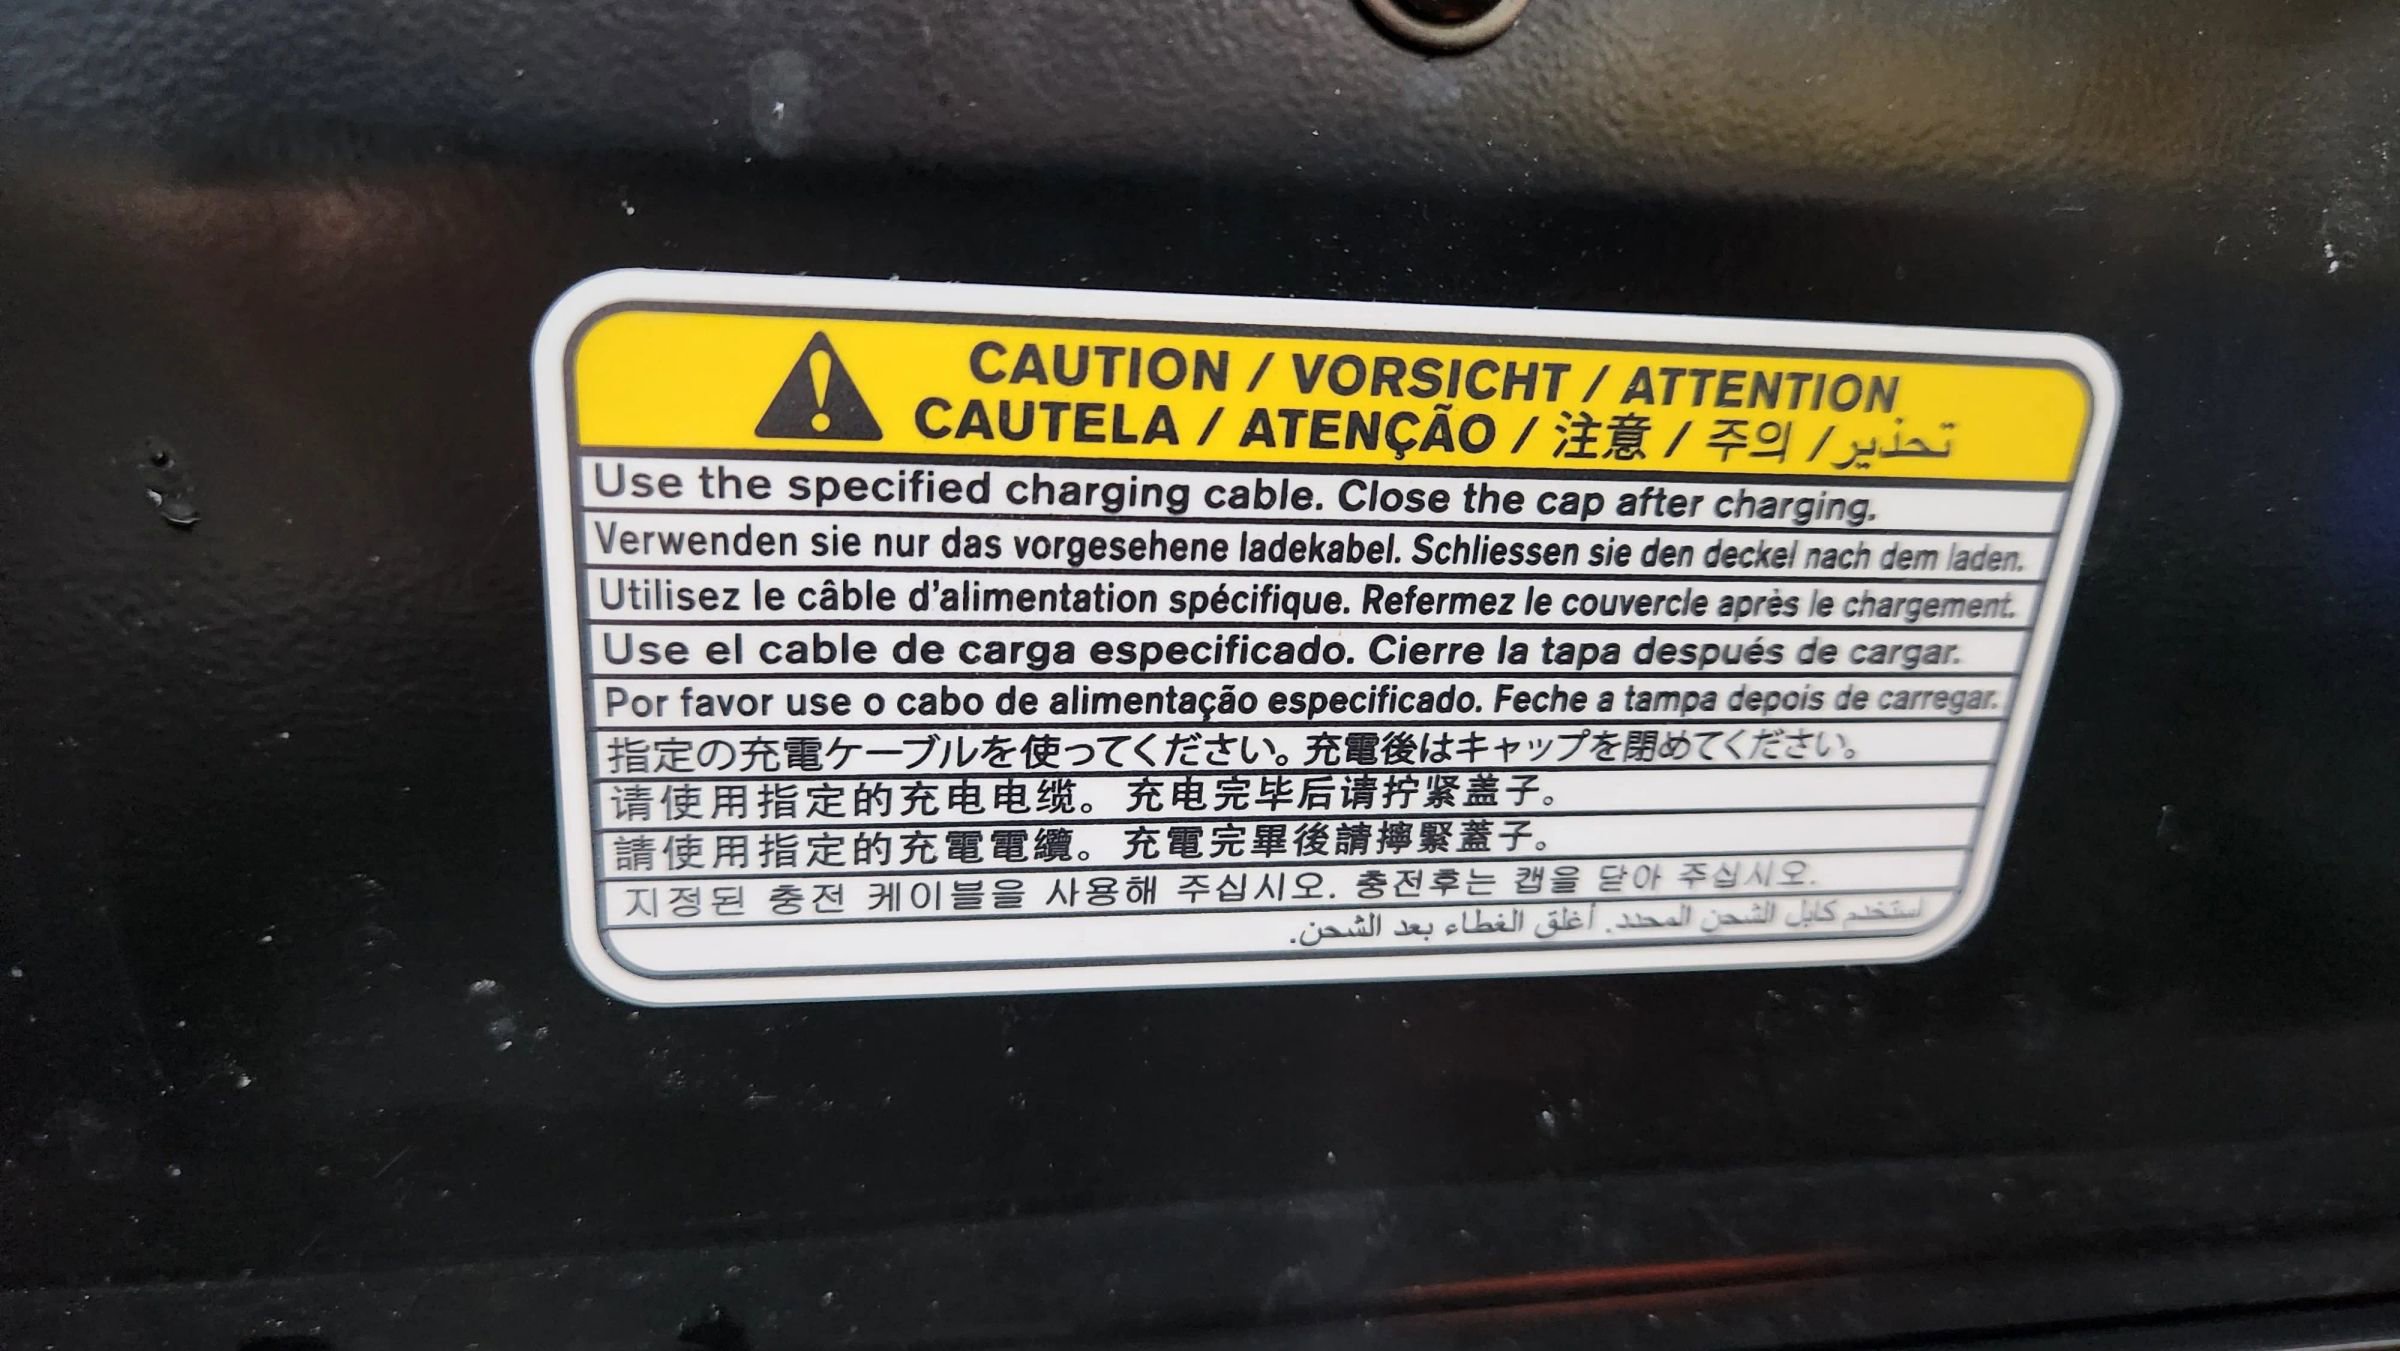 CAUTION / VORSICHT / ATTENTION
CAUTELA / ATENÇÃO / 注意 / 주의 / تحذير
Use the specified charging cable. Close the cap after charging.
Verwenden sie nur das vorgesehene ladekabel. Schliessen sie den deckel nach dem laden.
Utilisez le câble d'alimentation spécifique. Refermez le couvercle après le chargement.
Use el cable de carga especificado. Cierre la tapa después de cargar.
Por favor use o cabo de alimentação especificado. Feche a tampa depois de carregar.
指定の充電ケーブルを使ってください。充電後はキャップを閉めてください。
请使用指定的充电电缆。充电完毕后请拧紧盖子。
請使用指定的充電電纜。充電完畢後請擰緊蓋子。
지정된 충전 케이블을 사용해 주십시오. 충전후는 캡을 닫아 주십시오.
استخدم كابل الشحن المحدد. أغلق الغطاء بعد الشحن.